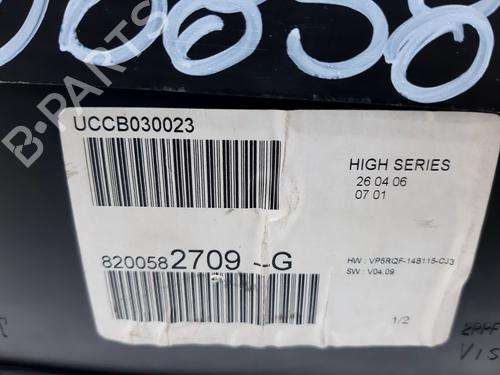 B-PARTS
UCCB030023
HIGH SERIES
26 04 06
07 01
8200582709 --G
HW : VP5RQF-14B115-CJ3
SW : V04.09
1/2